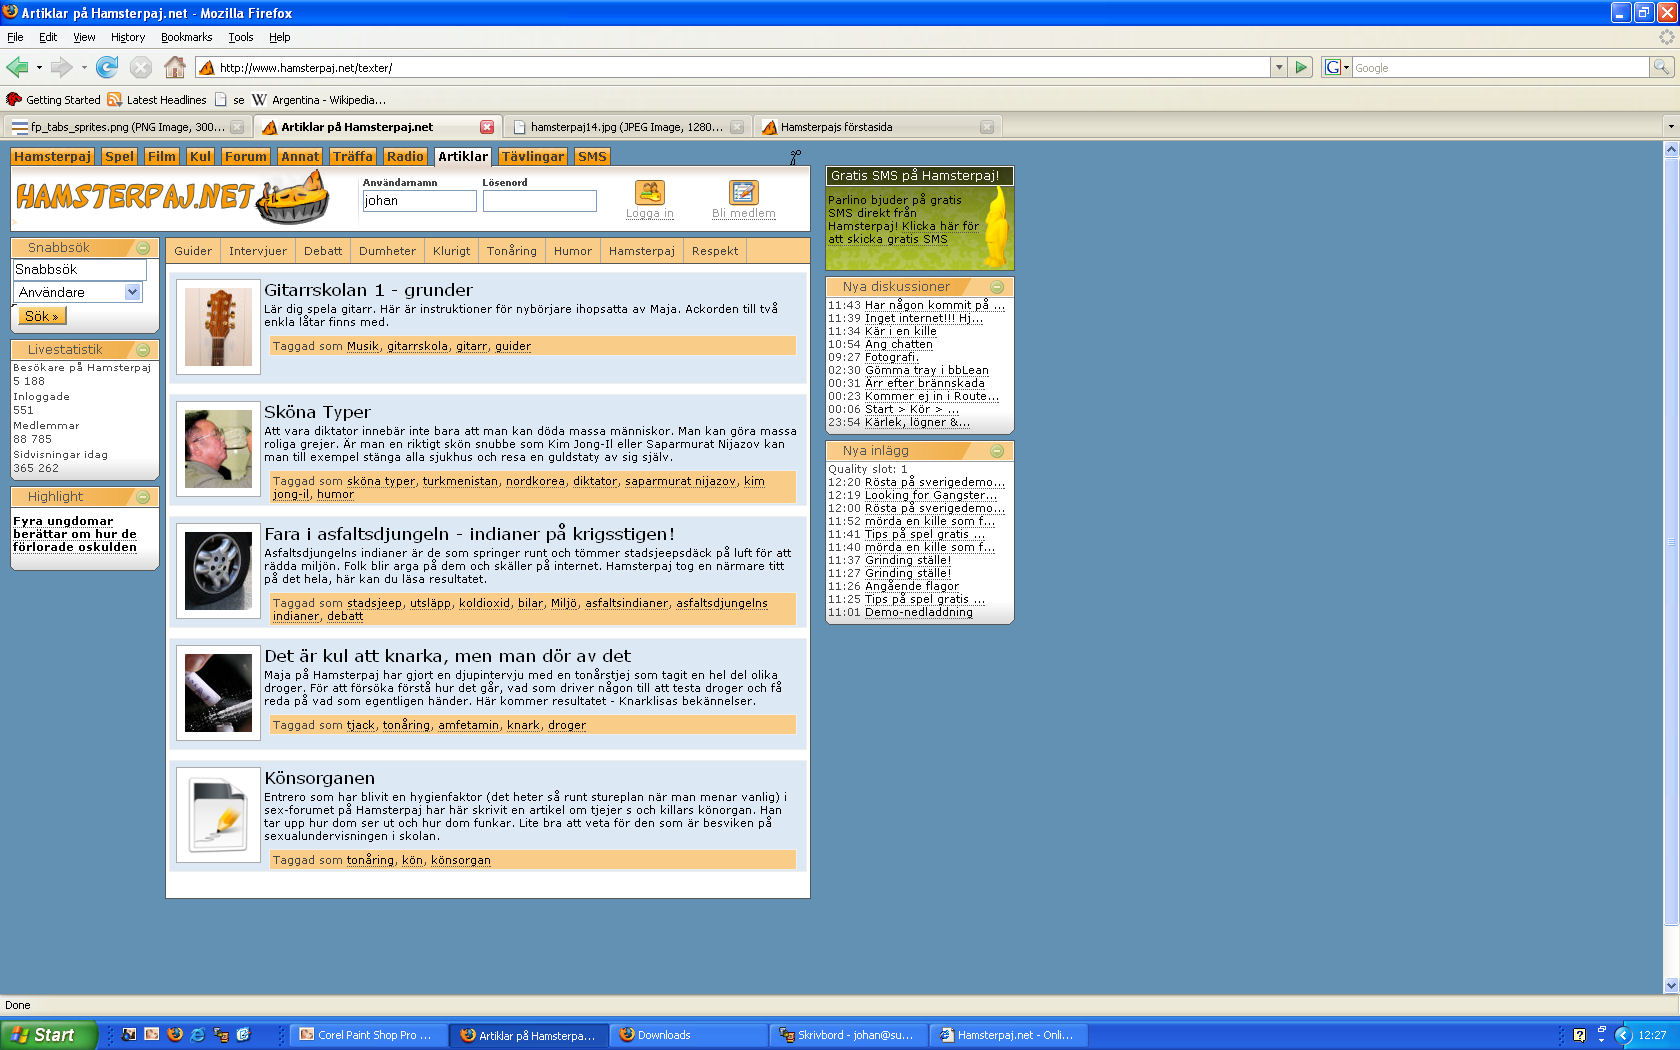 Artiklar på Hamsterpaj.net - Mozilla Firefox
File Edit View History Bookmarks Tools Help
http://www.hamsterpaj.net/texter/
G Google
Getting Started Latest Headlines se W Argentina - Wikipedia...
fp_tabs_sprites.png (PNG Image, 300... Artiklar på Hamsterpaj.net hamsterpaj14.jpg (JPEG Image, 1280... Hamsterpajs förstasida
Hamsterpaj Spel Film Kul Forum Annat Träffa Radio Artiklar Tävlingar SMS
HAMSTERPAJ.NET
Användarnamn Lösenord
johan
Logga in Bli medlem
Snabbsök
Snabbsök
Användare
Sök »
Livestatistik
Besökare på Hamsterpaj
5 188
Inloggade
551
Medlemmar
88 785
Sidvisningar idag
365 262
Highlight
Fyra ungdomar
berättar om hur de
förlorade oskulden
Guider Intervjuer Debatt Dumheter Klurigt Tonåring Humor Hamsterpaj Respekt
Gitarrskolan 1 - grunder
Lär dig spela gitarr. Här är instruktioner för nybörjare ihopsatta av Maja. Ackorden till två
enkla låtar finns med.
Taggad som Musik, gitarrskola, gitarr, guider
Sköna Typer
Att vara diktator innebär inte bara att man kan döda massa människor. Man kan göra massa
roliga grejer. Är man en riktigt skön snubbe som Kim Jong-Il eller Saparmurat Nijazov kan
man till exempel stänga alla sjukhus och resa en guldstaty av sig själv.
Taggad som sköna typer, turkmenistan, nordkorea, diktator, saparmurat nijazov, kim
jong-il, humor
Fara i asfaltsdjungeln - indianer på krigsstigen!
Asfaltsdjungelns indianer är de som springer runt och tömmer stadsjeepsdäck på luft för att
rädda miljön. Folk blir arga på dem och skäller på internet. Hamsterpaj tog en närmare titt
på det hela, här kan du läsa resultatet.
Taggad som stadsjeep, utsläpp, koldioxid, bilar, Miljö, asfaltsindianer, asfaltsdjungelns
indianer, debatt
Det är kul att knarka, men man dör av det
Maja på Hamsterpaj har gjort en djupintervju med en tonårstjej som tagit en hel del olika
droger. För att försöka förstå hur det går, vad som driver någon till att testa droger och få
reda på vad som egentligen händer. Här kommer resultatet - Knarklisas bekännelser.
Taggad som tjack, tonåring, amfetamin, knark, droger
Könsorganen
Entrero som har blivit en hygienfaktor (det heter så runt stureplan när man menar vanlig) i
sex-forumet på Hamsterpaj har här skrivit en artikel om tjejer s och killars könorgan. Han
tar upp hur dom ser ut och hur dom funkar. Lite bra att veta för den som är besviken på
sexualundervisningen i skolan.
Taggad som tonåring, kön, könsorgan
Gratis SMS på Hamsterpaj!
Parlino bjuder på gratis
SMS direkt från
Hamsterpaj! Klicka här för
att skicka gratis SMS
Nya diskussioner
11:43 Har någon kommit på ...
11:39 Inget internet!!! Hj...
11:34 Kär i en kille
10:54 Ang chatten
09:27 Fotografi.
02:30 Gömma tray i bbLean
00:31 Ärr efter brännskada
00:23 Kommer ej in i Route...
00:06 Start > Kör > ...
23:54 Kärlek, lögner &...
Nya inlägg
Quality slot: 1
12:20 Rösta på sverigedemo...
12:19 Looking for Gangster...
12:00 Rösta på sverigedemo...
11:52 mörda en kille som f...
11:41 Tips på spel gratis ...
11:40 mörda en kille som f...
11:37 Grinding ställe!
11:27 Grinding ställe!
11:26 Angående flagor
11:25 Tips på spel gratis ...
11:01 Demo-nedladdning
Done
Start Corel Paint Shop Pro ... Artiklar på Hamsterpa... Downloads Skrivbord - johan@su... Hamsterpaj.net - Onli... 12:27